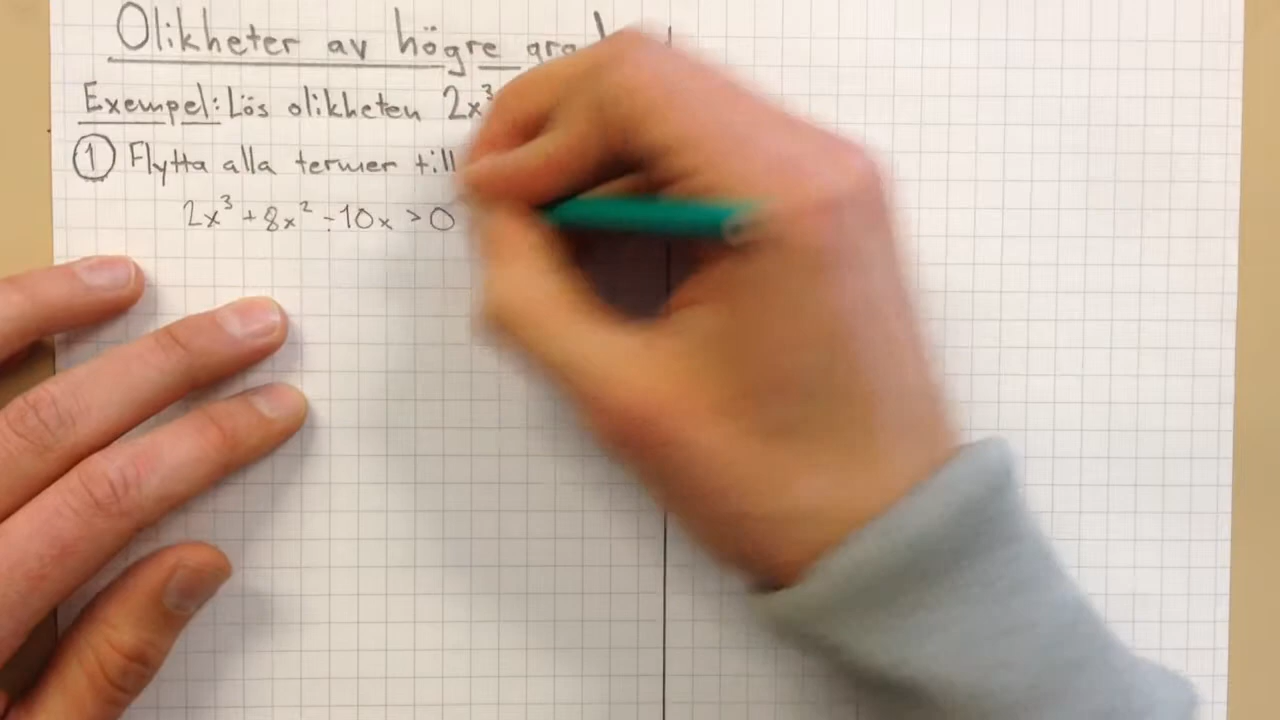 Olikheter av högre
Exempel: Lös olikheten 2x³
① Flytta alla termer till
2x³ + 8x² - 10x > 0